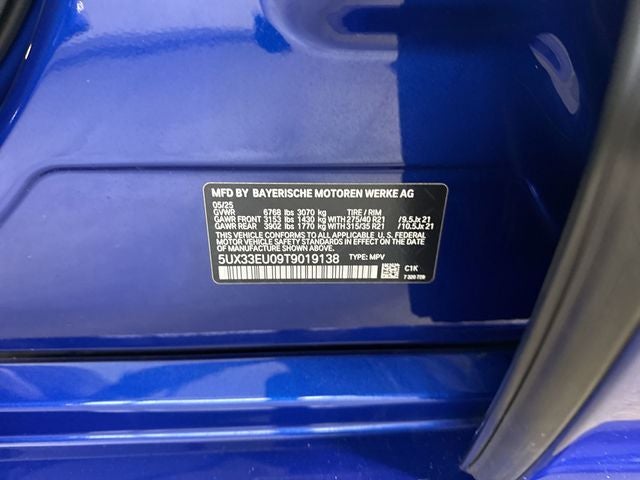 MFD BY BAYERISCHE MOTOREN WERKE AG
05/25
GVWR 6768 lbs 3070 kg TIRE / RIM
GAWR FRONT 3153 lbs 1430 kg WITH 275/40 R21 /9.5Jx21
GAWR REAR 3902 lbs 1770 kg WITH 315/35 R21 /10.5Jx21
THIS VEHICLE CONFORMS TO ALL APPLICABLE U. S. FEDERAL
MOTOR VEHICLE SAFETY STANDARDS IN EFFECT ON THE DATE OF
MANUFACTURE SHOWN ABOVE.
5UX33EU09T9019138 TYPE: MPV
C1K